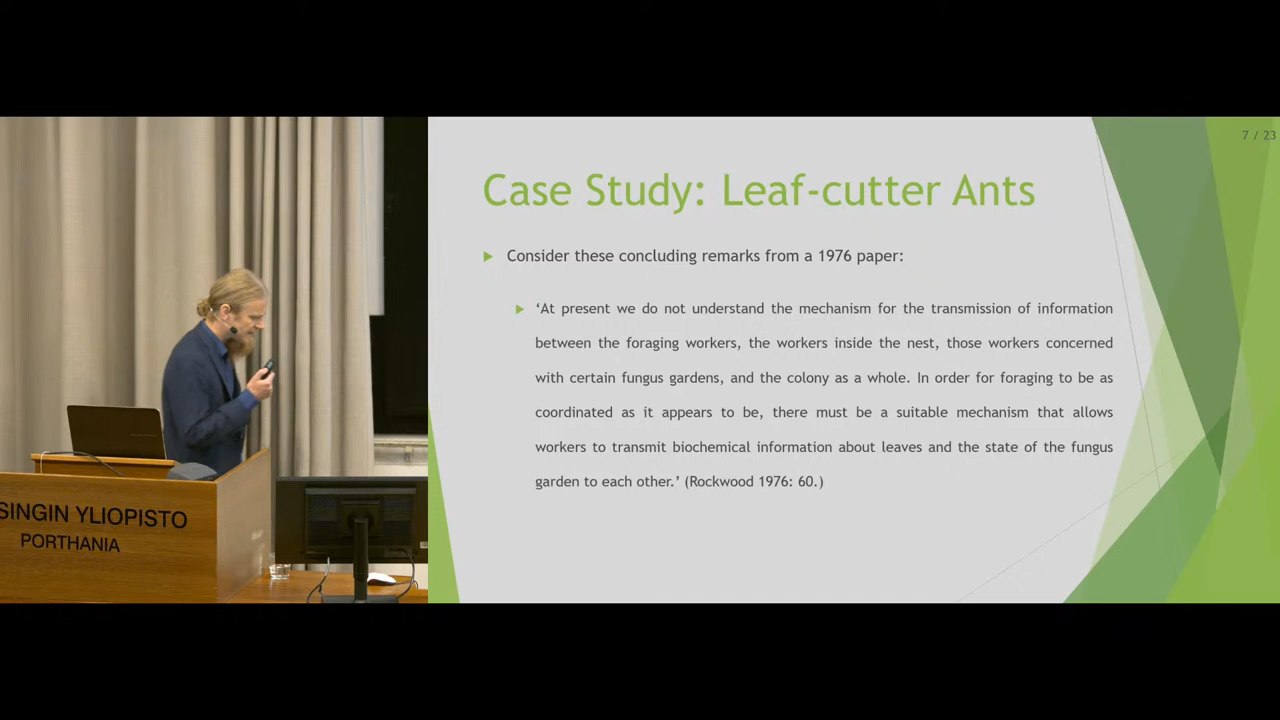 7 / 23
Case Study: Leaf-cutter Ants
Consider these concluding remarks from a 1976 paper:
‘At present we do not understand the mechanism for the transmission of information
between the foraging workers, the workers inside the nest, those workers concerned
with certain fungus gardens, and the colony as a whole. In order for foraging to be as
coordinated as it appears to be, there must be a suitable mechanism that allows
workers to transmit biochemical information about leaves and the state of the fungus
garden to each other.’ (Rockwood 1976: 60.)
SINGIN YLIOPISTO
PORTHANIA